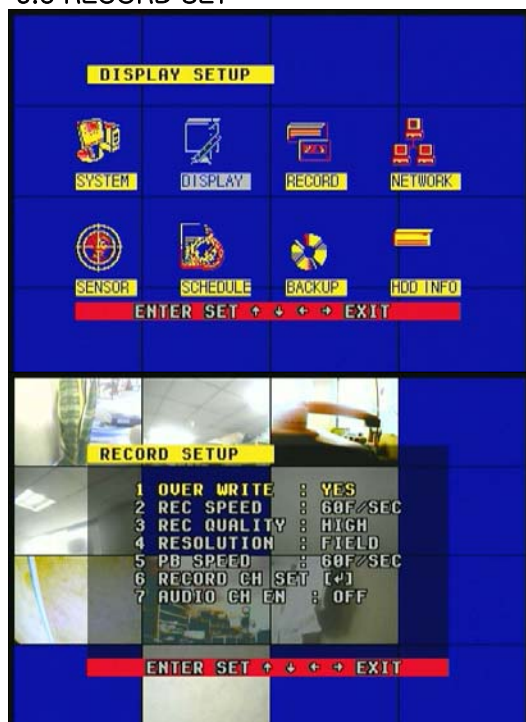 DISPLAY SETUP
SYSTEM DISPLAY RECORD NETWORK
SENSOR SCHEDULE BACKUP HDD INFO
ENTER SET ↑ ↓ ← → EXIT
RECORD SETUP
1 OVER WRITE : YES
2 REC SPEED : 60F/SEC
3 REC QUALITY : HIGH
4 RESOLUTION : FIELD
5 PB SPEED : 60F/SEC
6 RECORD CH SET [↲]
7 AUDIO CH EN : OFF
ENTER SET ↑ ↓ ← → EXIT